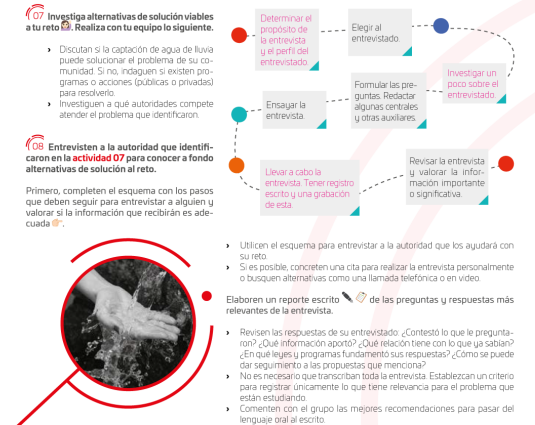 07 Investiga alternativas de solución viables
a tu reto. Realiza con tu equipo lo siguiente.
› Discutan si la captación de agua de lluvia
puede solucionar el problema de su co-
munidad. Si no, indaguen si existen pro-
gramas o acciones (públicas o privadas)
para resolverlo.
› Investiguen a qué autoridades compete
atender el problema que identificaron.
08 Entrevisten a la autoridad que identifi-
caron en la actividad 07 para conocer a fondo
alternativas de solución al reto.
Primero, completen el esquema con los pasos
que deben seguir para entrevistar a alguien y
valorar si la información que recibirán es ade-
cuada.
Determinar el
propósito de
la entrevista
y el perfil del
entrevistado.
Elegir al
entrevistado.
Investigar un
poco sobre el
entrevistado.
Formular las pre-
guntas. Redactar
algunas centrales
y otras auxiliares.
Ensayar la
entrevista.
Llevar a cabo la
entrevista. Tener registro
escrito y una grabación
de esta.
Revisar la entrevista
y valorar la infor-
mación importante
o significativa.
› Utilicen el esquema para entrevistar a la autoridad que los ayudará con
su reto.
› Si es posible, concreten una cita para realizar la entrevista personalmente
o busquen alternativas como una llamada telefónica o en video.
Elaboren un reporte escrito de las preguntas y respuestas más
relevantes de la entrevista.
› Revisen las respuestas de su entrevistado: ¿Contestó lo que le pregunta-
ron? ¿Qué información aportó? ¿Qué relación tiene con lo que ya sabían?
¿En qué leyes y programas fundamentó sus respuestas? ¿Cómo se puede
dar seguimiento a las propuestas que menciona?
› No es necesario que transcriban toda la entrevista. Establezcan un criterio
para registrar únicamente lo que tiene relevancia para el problema que
están estudiando.
› Comenten con el grupo las mejores recomendaciones para pasar del
lenguaje oral al escrito.